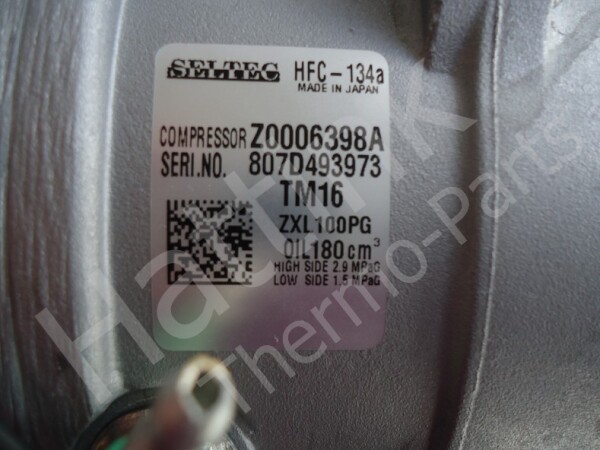 SELTEC HFC-134a
MADE IN JAPAN
COMPRESSOR Z0006398A
SERI.NO. 807D493973
TM16
ZXL100PG
OIL180cm³
HIGH SIDE 2.9 MPaG
LOW SIDE 1.5 MPaG
Thermo-Parts